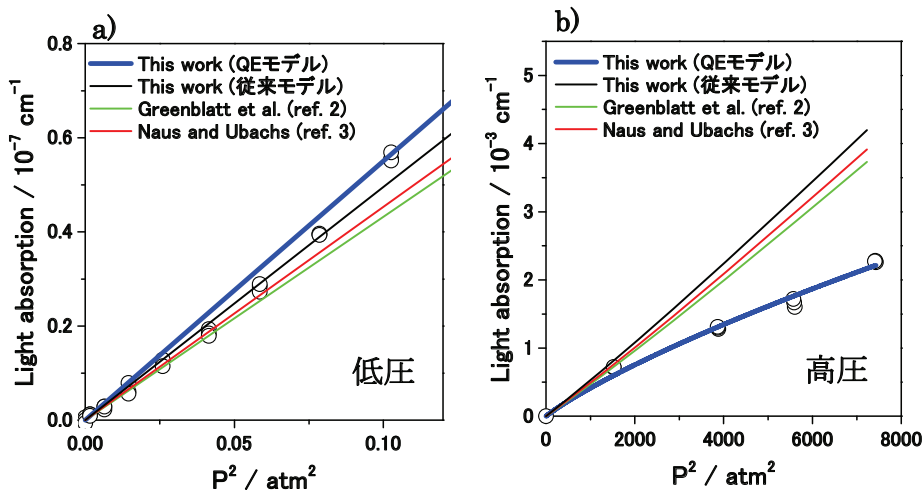 a)
Light absorption / 10⁻⁷ cm⁻¹
0.8
0.6
0.4
0.2
0.0
This work (QEモデル)
This work (従来モデル)
Greenblatt et al. (ref. 2)
Naus and Ubachs (ref. 3)
低圧
0.00
0.05
0.10
P² / atm²
b)
Light absorption / 10⁻³ cm⁻¹
5
4
3
2
1
0
This work (QEモデル)
This work (従来モデル)
Greenblatt et al. (ref. 2)
Naus and Ubachs (ref. 3)
高圧
0
2000
4000
6000
8000
P² / atm²